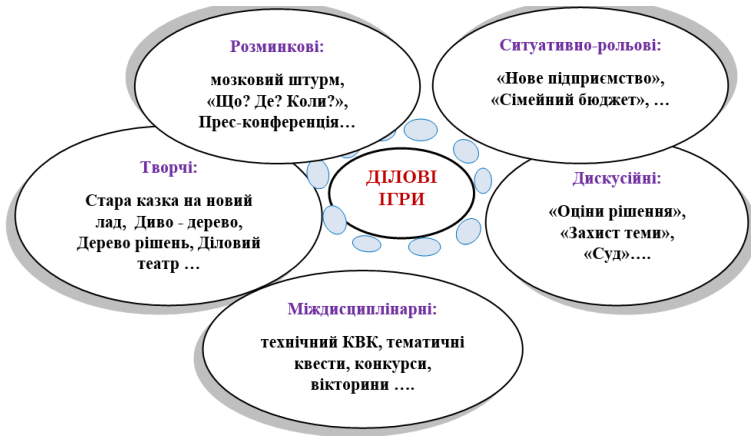 Розминкові:
мозковий штурм,
«Що? Де? Коли?»,
Прес-конференція…
Ситуативно-рольові:
«Нове підприємство»,
«Сімейний бюджет», …
Творчі:
Стара казка на новий
лад, Диво - дерево,
Дерево рішень, Діловий
театр …
ДІЛОВІ
ІГРИ
Дискусійні:
«Оціни рішення»,
«Захист теми»,
«Суд»….
Міждисциплінарні:
технічний КВК, тематичні
квести, конкурси,
вікторини ….